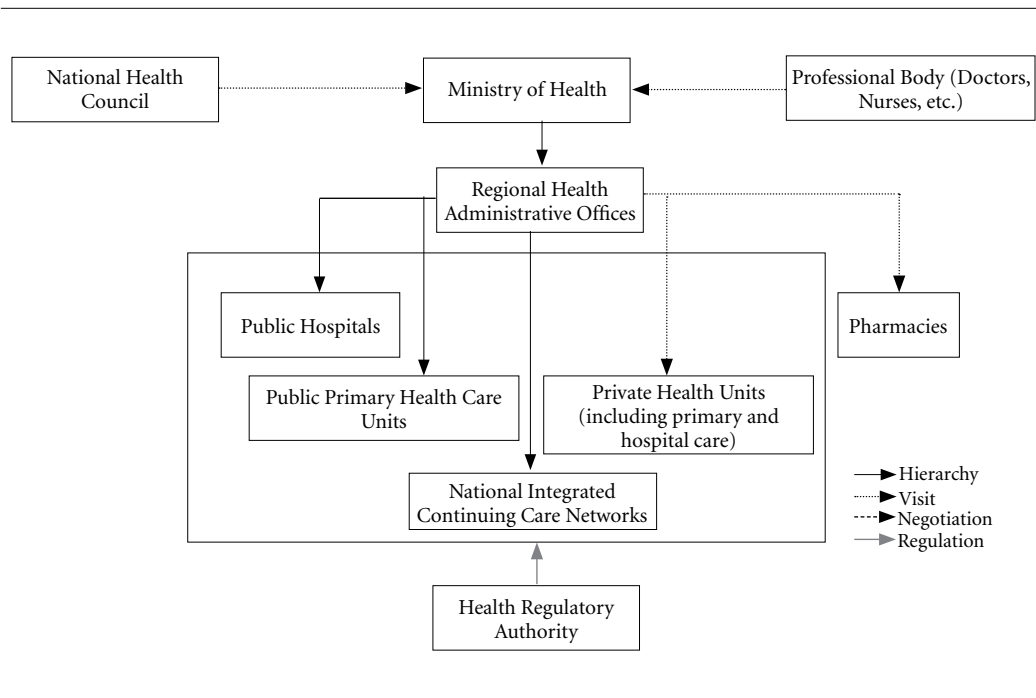 National Health
Council
Ministry of Health
Professional Body (Doctors,
Nurses, etc.)
Regional Health
Administrative Offices
Public Hospitals
Pharmacies
Public Primary Health Care
Units
Private Health Units
(including primary and
hospital care)
National Integrated
Continuing Care Networks
Hierarchy
Visit
Negotiation
Regulation
Health Regulatory
Authority